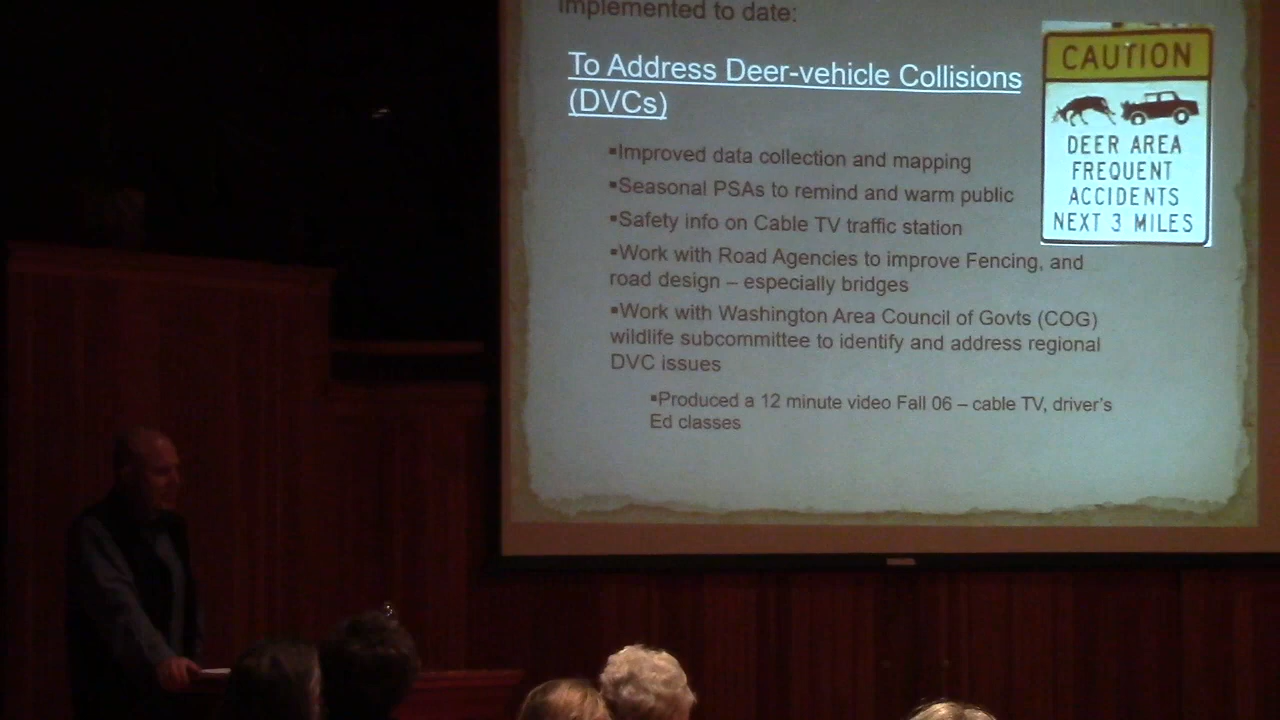 Implemented to date:
To Address Deer-vehicle Collisions
(DVCs)
▪Improved data collection and mapping
▪Seasonal PSAs to remind and warm public
▪Safety info on Cable TV traffic station
▪Work with Road Agencies to improve Fencing, and
road design – especially bridges
▪Work with Washington Area Council of Govts (COG)
wildlife subcommittee to identify and address regional
DVC issues
▪Produced a 12 minute video Fall 06 – cable TV, driver's
Ed classes
CAUTION
DEER AREA
FREQUENT
ACCIDENTS
NEXT 3 MILES